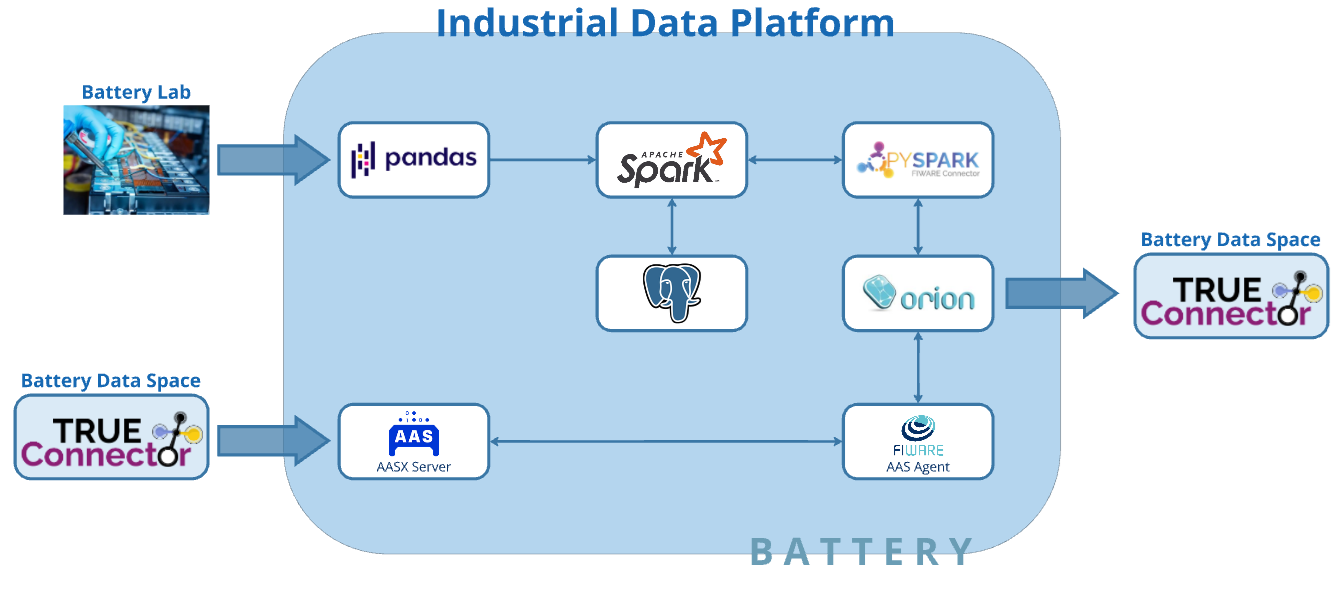 Industrial Data Platform
Battery Lab
pandas
APACHE
Spark
PYSPARK
FIWARE Connector
Battery Data Space
TRUE
Connector
orion
Battery Data Space
TRUE
Connector
AAS
AASX Server
FIWARE
AAS Agent
BATTERY